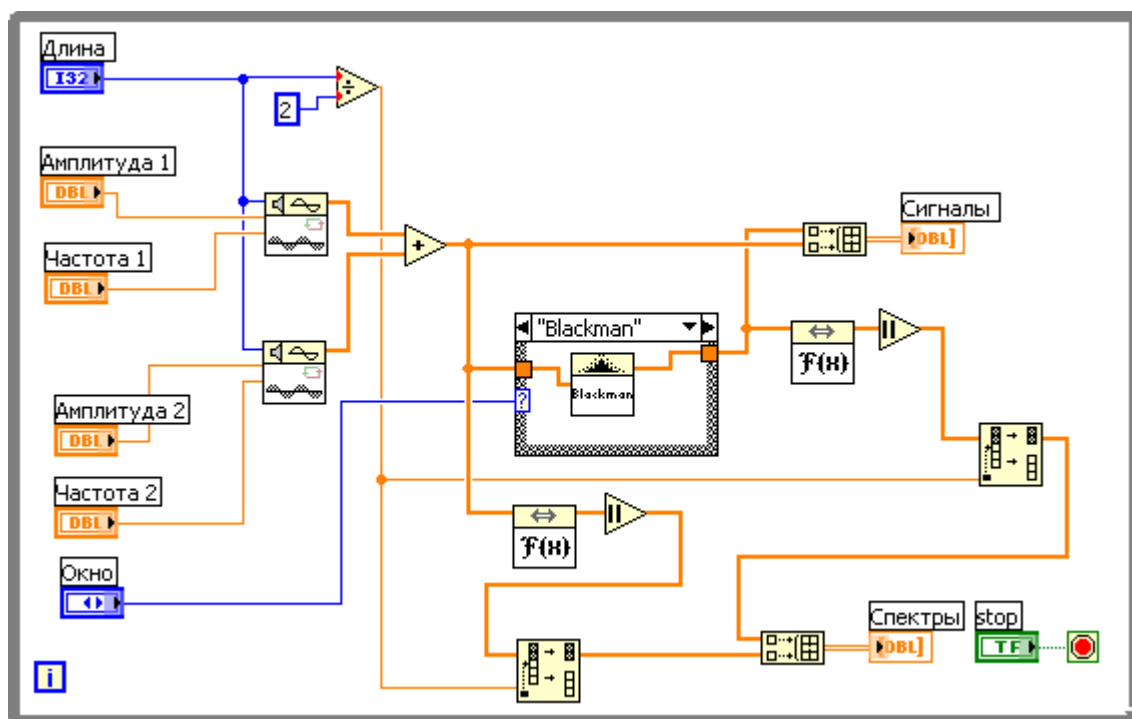 Длина
I32
2
÷
Амплитуда 1
DBL
Сигналы
DBL]
Частота 1
DBL
+
"Blackman"
Blackman
?
F(x)
Амплитуда 2
DBL
Частота 2
DBL
F(x)
Окно
Спектры
stop
DBL]
TF
i